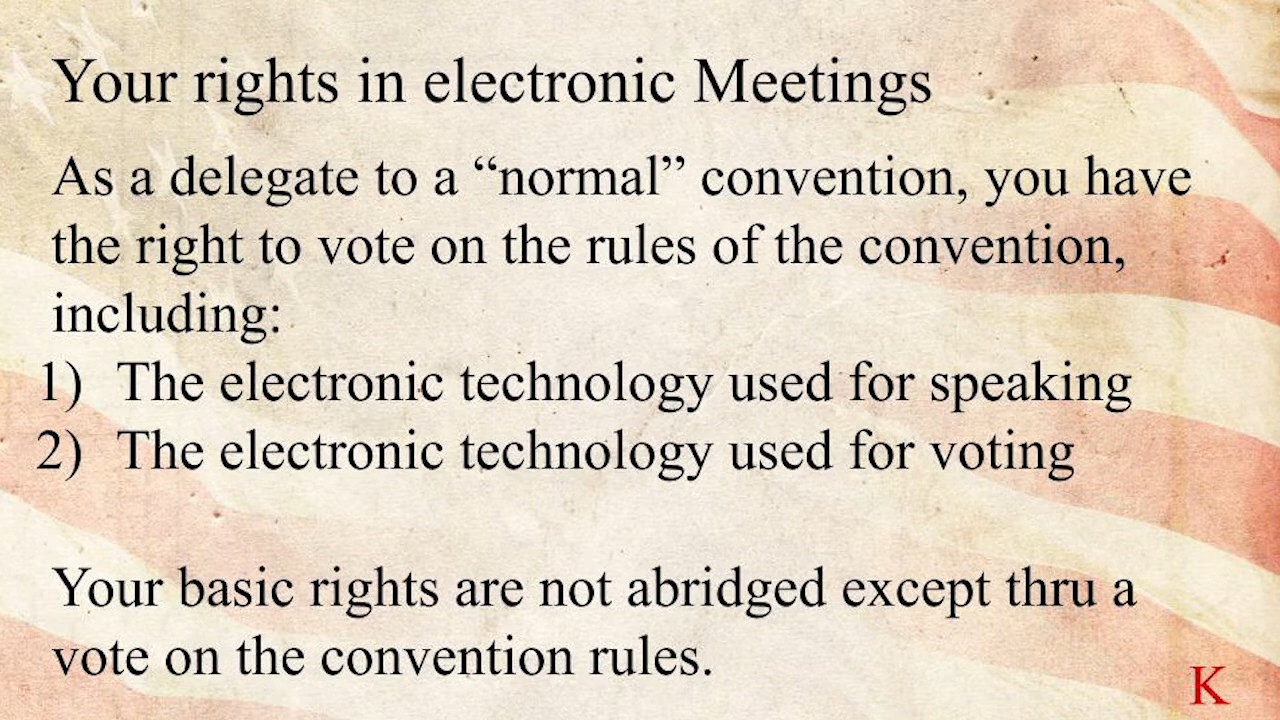 Your rights in electronic Meetings
As a delegate to a “normal” convention, you have
the right to vote on the rules of the convention,
including:
1) The electronic technology used for speaking
2) The electronic technology used for voting
Your basic rights are not abridged except thru a
vote on the convention rules.
K